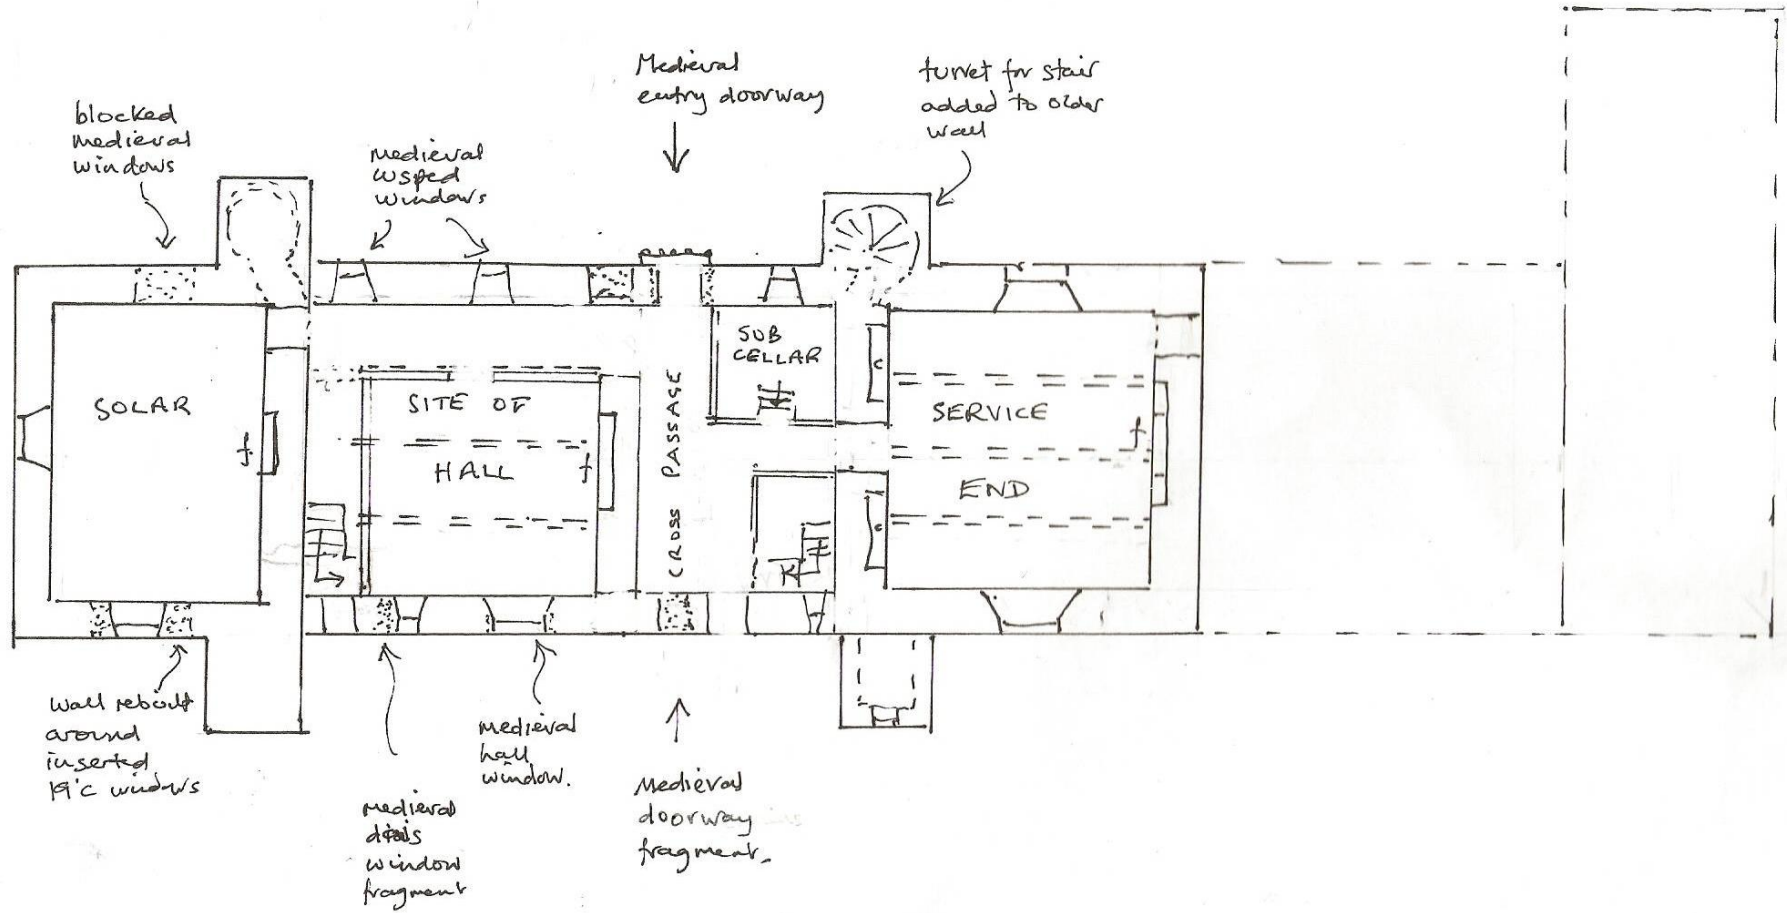 Medieval
entry doorway
turret for stair
added to older
wall
blocked
medieval
windows
medieval
cusped
windows
SOLAR
f
SITE OF
HALL
f
CROSS PASSAGE
SUB
CELLAR
c
c
SERVICE
END
f
wall rebuilt
around
inserted
19'c windows
medieval
dais
window
fragment
medieval
hall
window.
Medieval
doorway
fragment.